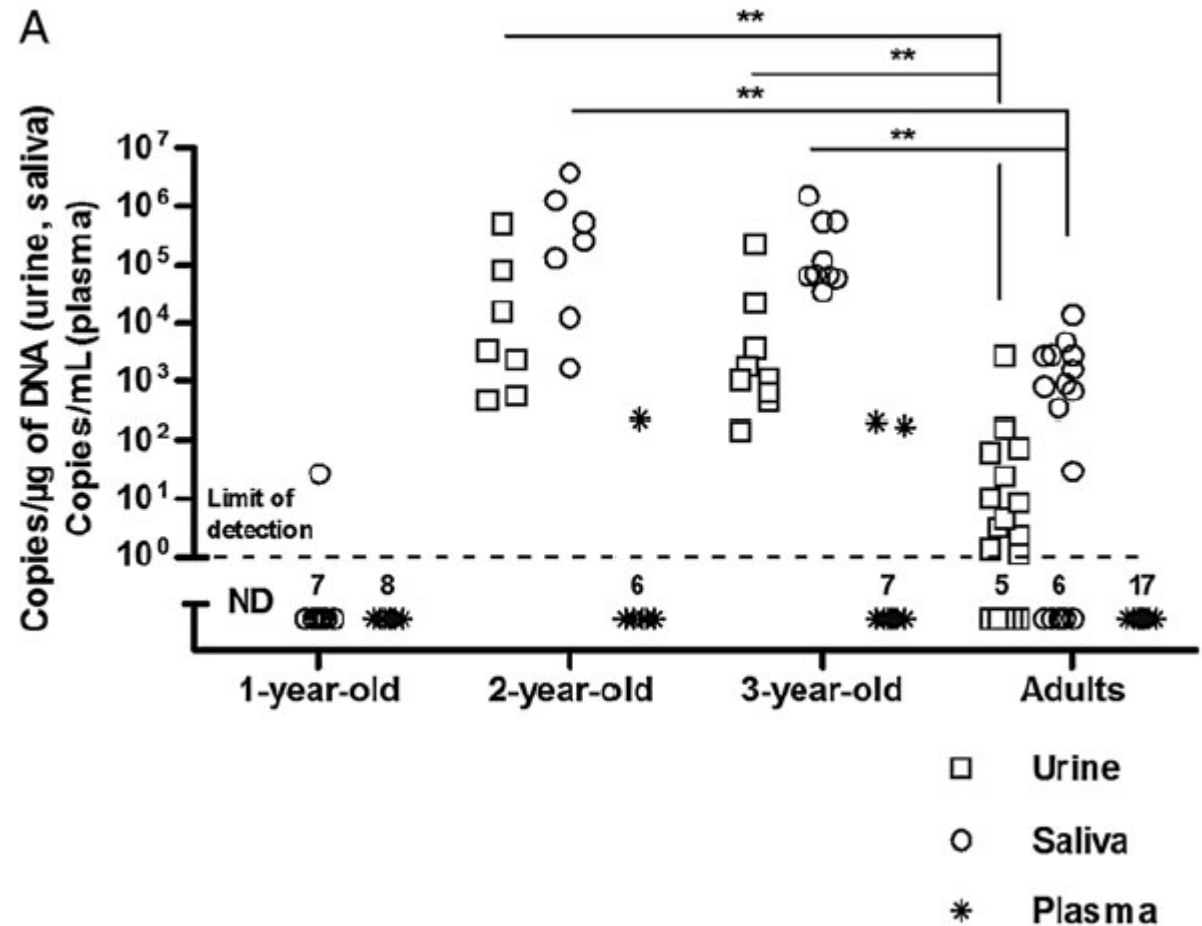 A
**
**
**
**
Copies/µg of DNA (urine, saliva)
Copies/mL(plasma)
10⁷
10⁶
10⁵
10⁴
10³
10²
10¹
10⁰
Limit of
detection
ND
7 8 6 7 5 6 17
1-year-old 2-year-old 3-year-old Adults
Urine
Saliva
Plasma